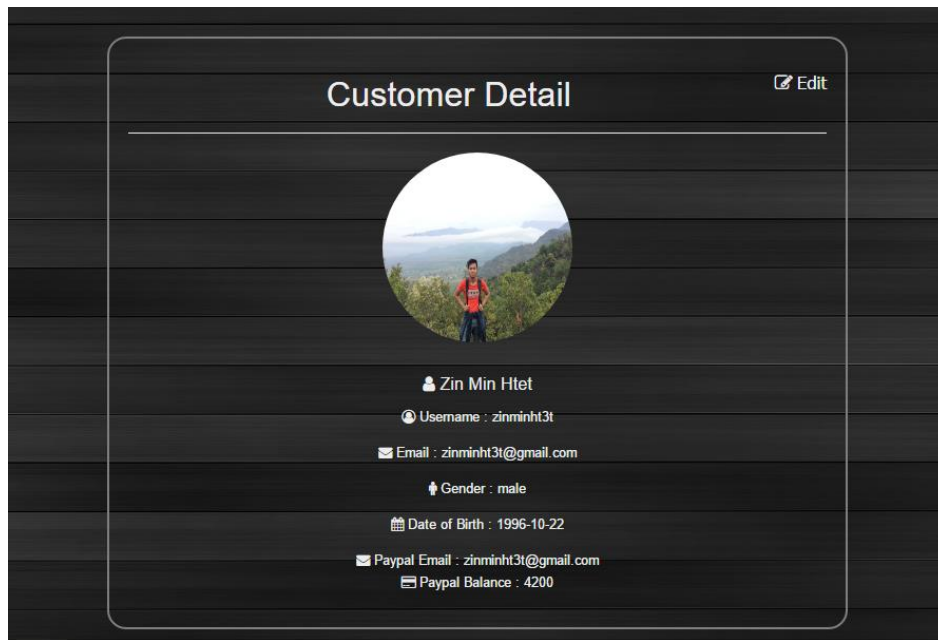 Customer Detail
Edit
Zin Min Htet
Username : zinminht3t
Email : zinminht3t@gmail.com
Gender : male
Date of Birth : 1996-10-22
Paypal Email : zinminht3t@gmail.com
Paypal Balance : 4200